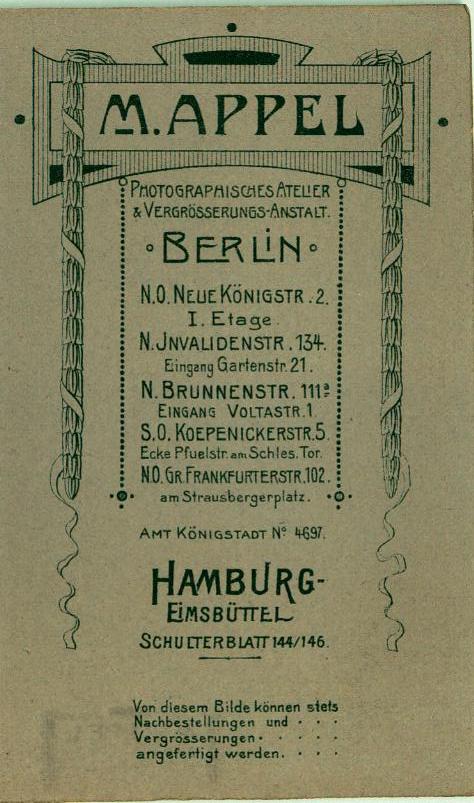 M. APPEL
PHOTOGRAPHISCHES ATELIER
& VERGRÖSSERUNGS-ANSTALT.
BERLIN
N.O. NEUE KÖNIGSTR. 2.
I. Etage.
N. JNVALIDENSTR. 134.
Eingang Gartenstr. 21.
N. BRUNNENSTR. 111a
EINGANG VOLTASTR. 1.
S.O. KOEPENICKERSTR. 5.
Ecke Pfuelstr. am Schles. Tor.
N.O. GR. FRANKFURTERSTR. 102.
am Strausbergerplatz.
AMT KÖNIGSTADT No 4697.
HAMBURG-
EIMSBÜTTEL
SCHULTERBLATT 144/146.
Von diesem Bilde können stets
Nachbestellungen und . . .
Vergrösserungen . . . . .
angefertigt werden. . . .